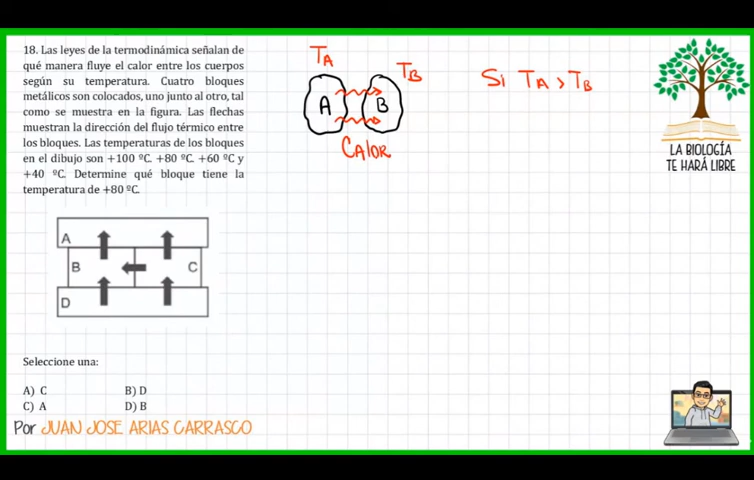 18. Las leyes de la termodinámica señalan de
qué manera fluye el calor entre los cuerpos
según su temperatura. Cuatro bloques
metálicos son colocados, uno junto al otro, tal
como se muestra en la figura. Las flechas
muestran la dirección del flujo térmico entre
los bloques. Las temperaturas de los bloques
en el dibujo son +100 ºC. +80 ºC. +60 ºC y
+40 ºC. Determine qué bloque tiene la
temperatura de +80 ºC.
A
B
C
D
Seleccione una:
A) C B) D
C) A D) B
Por JUAN JOSE ARIAS CARRASCO
TA
TB
A
B
CAlOR
Si TA > TB
LA BIOLOGÍA
TE HARÁ LIBRE